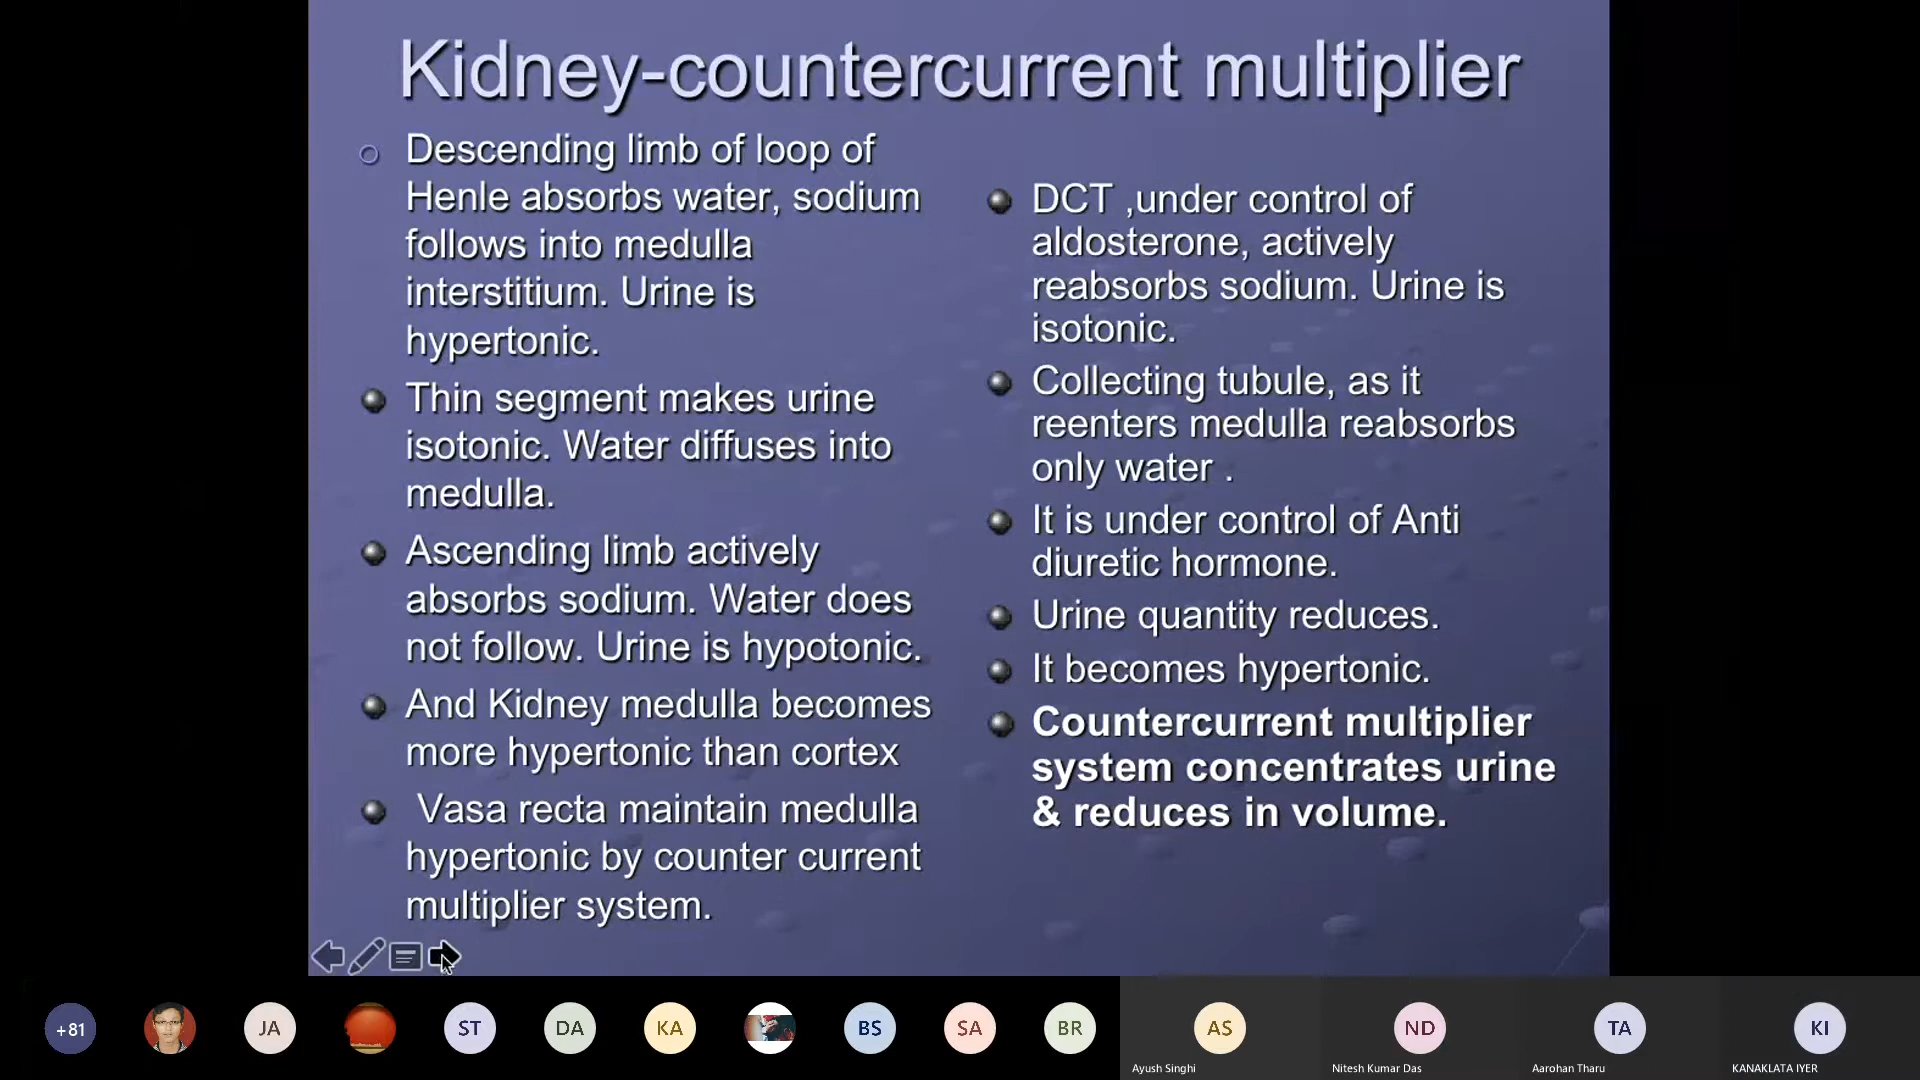 Kidney-countercurrent multiplier
Descending limb of loop of
Henle absorbs water, sodium
follows into medulla
interstitium. Urine is
hypertonic.
Thin segment makes urine
isotonic. Water diffuses into
medulla.
Ascending limb actively
absorbs sodium. Water does
not follow. Urine is hypotonic.
And Kidney medulla becomes
more hypertonic than cortex
Vasa recta maintain medulla
hypertonic by counter current
multiplier system.
DCT ,under control of
aldosterone, actively
reabsorbs sodium. Urine is
isotonic.
Collecting tubule, as it
reenters medulla reabsorbs
only water .
It is under control of Anti
diuretic hormone.
Urine quantity reduces.
It becomes hypertonic.
Countercurrent multiplier
system concentrates urine
& reduces in volume.
+81
JA
ST
DA
KA
BS
SA
BR
AS
ND
TA
KI
Ayush Singhi
Nitesh Kumar Das
Aarohan Tharu
KANAKLATA IYER